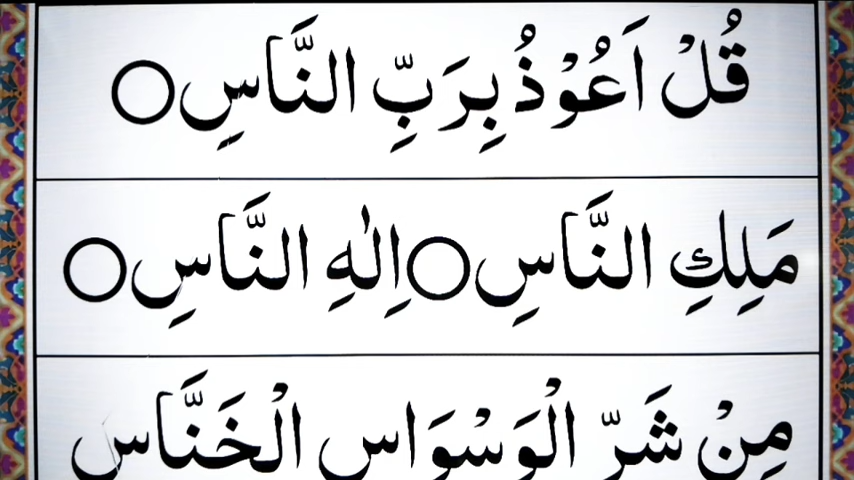 قُلْ اَعُوْذُ بِرَبِّ النَّاسِ○
مَلِكِ النَّاسِ○اِلٰهِ النَّاسِ○
مِنْ شَرِّ الْوَسْوَاسِ الْخَنَّاسِ